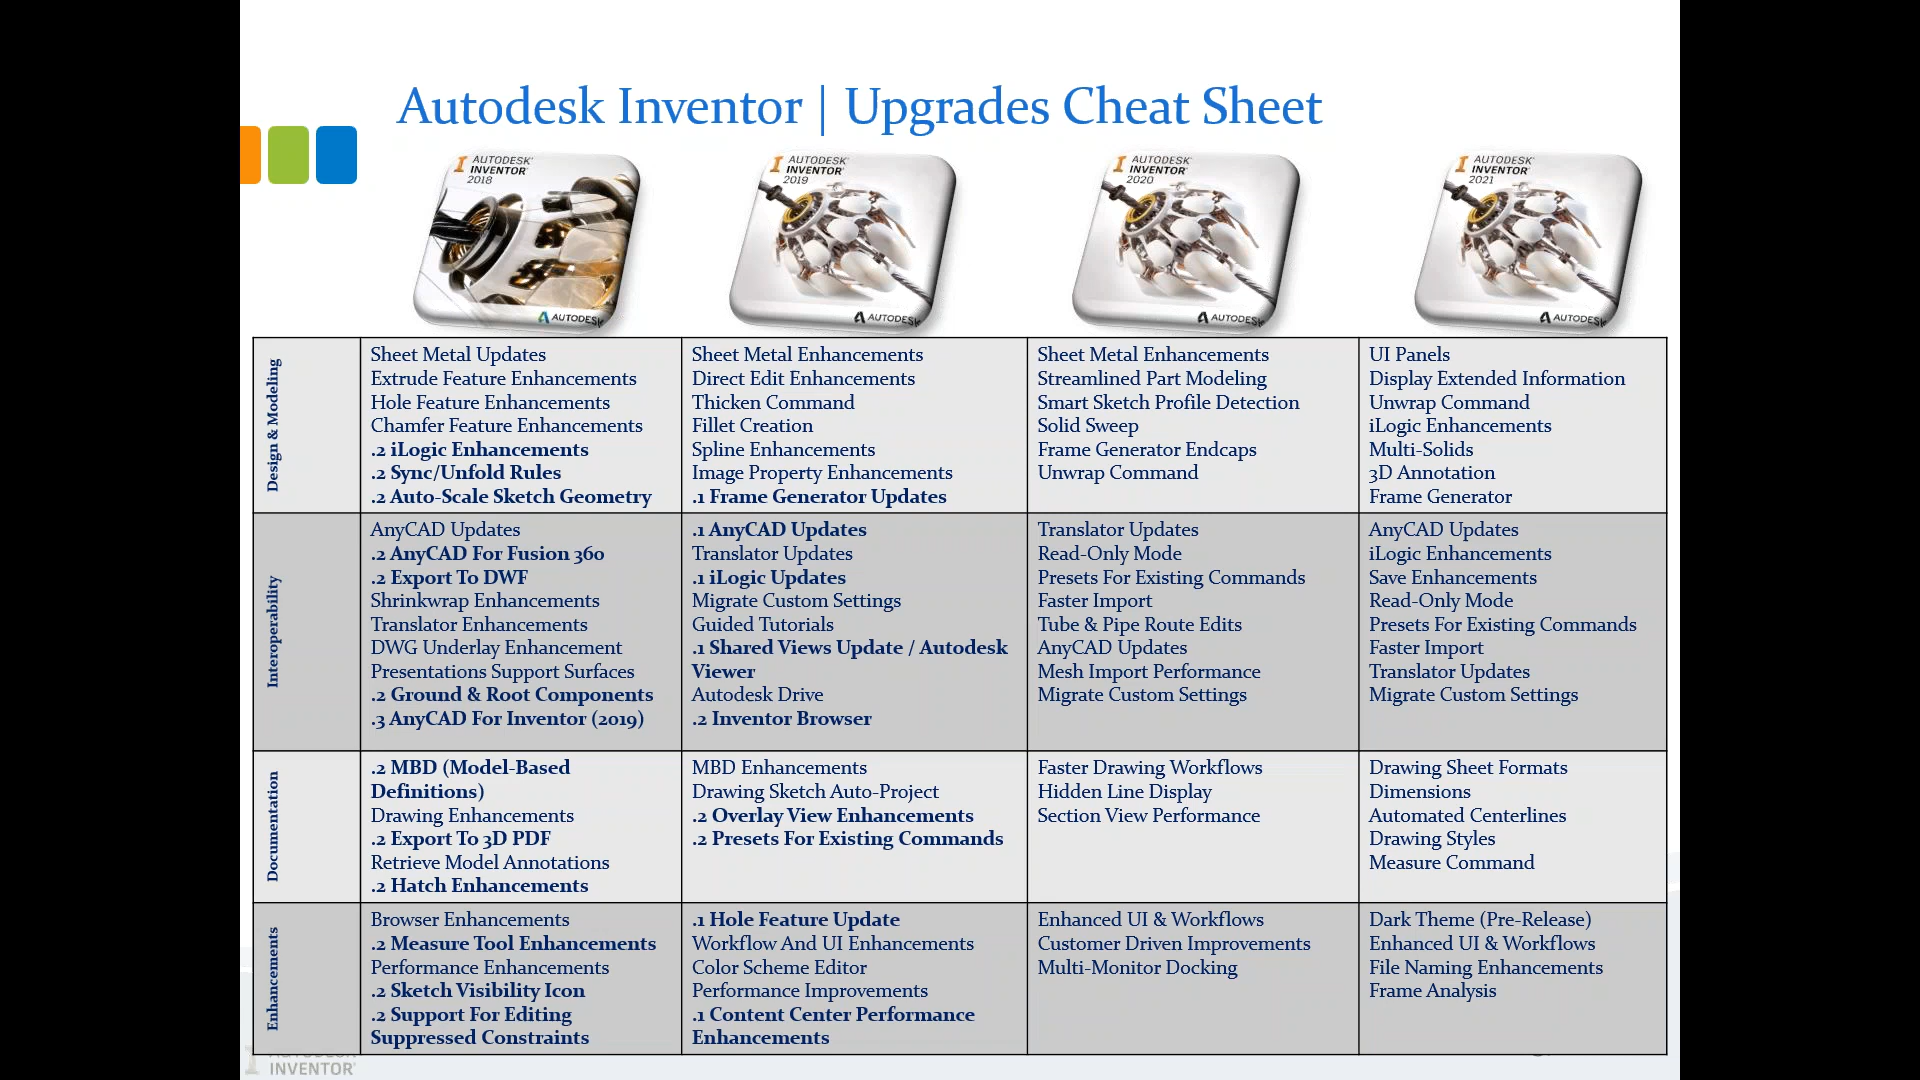 Autodesk Inventor | Upgrades Cheat Sheet
AUTODESK®
INVENTOR®
2018
AUTODESK
AUTODESK®
INVENTOR®
2019
AUTODESK
AUTODESK®
INVENTOR®
2020
AUTODESK
AUTODESK®
INVENTOR®
2021
AUTODESK
Design & Modeling
Sheet Metal Updates
Extrude Feature Enhancements
Hole Feature Enhancements
Chamfer Feature Enhancements
.2 iLogic Enhancements
.2 Sync/Unfold Rules
.2 Auto-Scale Sketch Geometry
Sheet Metal Enhancements
Direct Edit Enhancements
Thicken Command
Fillet Creation
Spline Enhancements
Image Property Enhancements
.1 Frame Generator Updates
Sheet Metal Enhancements
Streamlined Part Modeling
Smart Sketch Profile Detection
Solid Sweep
Frame Generator Endcaps
Unwrap Command
UI Panels
Display Extended Information
Unwrap Command
iLogic Enhancements
Multi-Solids
3D Annotation
Frame Generator
Interoperability
AnyCAD Updates
.2 AnyCAD For Fusion 360
.2 Export To DWF
Shrinkwrap Enhancements
Translator Enhancements
DWG Underlay Enhancement
Presentations Support Surfaces
.2 Ground & Root Components
.3 AnyCAD For Inventor (2019)
.1 AnyCAD Updates
Translator Updates
.1 iLogic Updates
Migrate Custom Settings
Guided Tutorials
.1 Shared Views Update / Autodesk
Viewer
Autodesk Drive
.2 Inventor Browser
Translator Updates
Read-Only Mode
Presets For Existing Commands
Faster Import
Tube & Pipe Route Edits
AnyCAD Updates
Mesh Import Performance
Migrate Custom Settings
AnyCAD Updates
iLogic Enhancements
Save Enhancements
Read-Only Mode
Presets For Existing Commands
Faster Import
Translator Updates
Migrate Custom Settings
Documentation
.2 MBD (Model-Based
Definitions)
Drawing Enhancements
.2 Export To 3D PDF
Retrieve Model Annotations
.2 Hatch Enhancements
MBD Enhancements
Drawing Sketch Auto-Project
.2 Overlay View Enhancements
.2 Presets For Existing Commands
Faster Drawing Workflows
Hidden Line Display
Section View Performance
Drawing Sheet Formats
Dimensions
Automated Centerlines
Drawing Styles
Measure Command
Enhancements
Browser Enhancements
.2 Measure Tool Enhancements
Performance Enhancements
.2 Sketch Visibility Icon
.2 Support For Editing
Suppressed Constraints
.1 Hole Feature Update
Workflow And UI Enhancements
Color Scheme Editor
Performance Improvements
.1 Content Center Performance
Enhancements
Enhanced UI & Workflows
Customer Driven Improvements
Multi-Monitor Docking
Dark Theme (Pre-Release)
Enhanced UI & Workflows
File Naming Enhancements
Frame Analysis
AUTODESK®
INVENTOR®